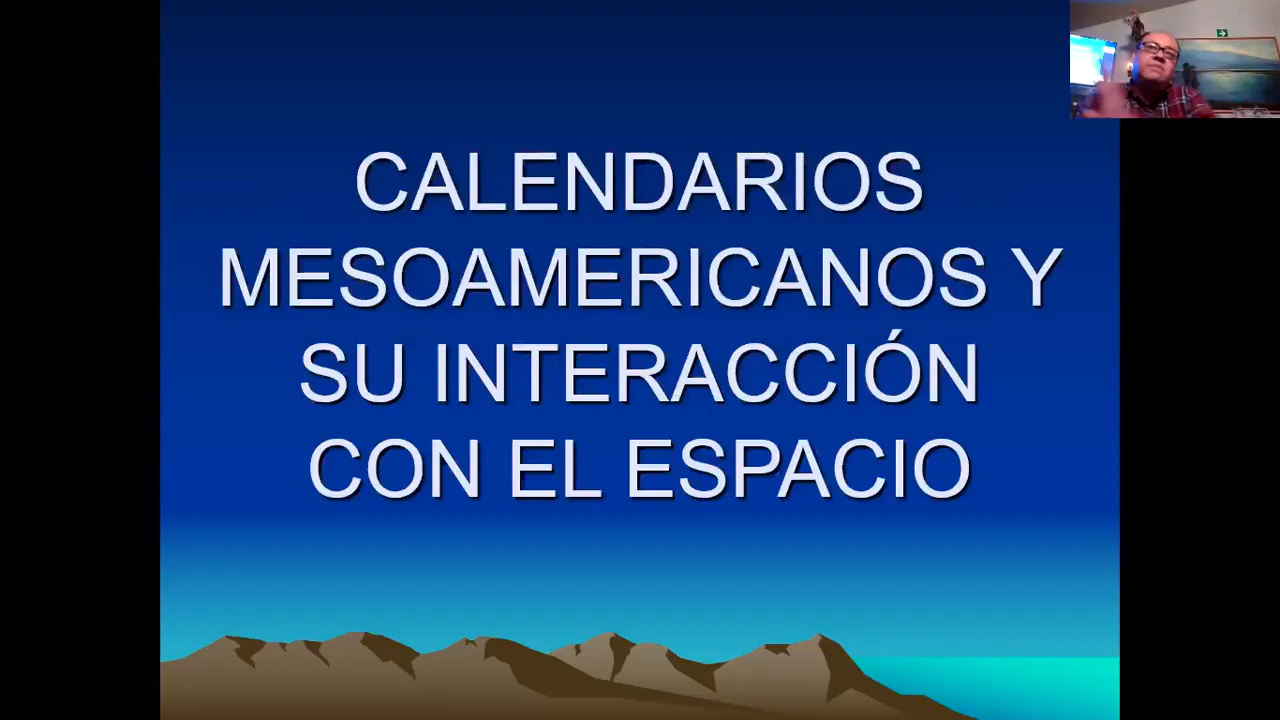 CALENDARIOS
MESOAMERICANOS Y
SU INTERACCIÓN
CON EL ESPACIO